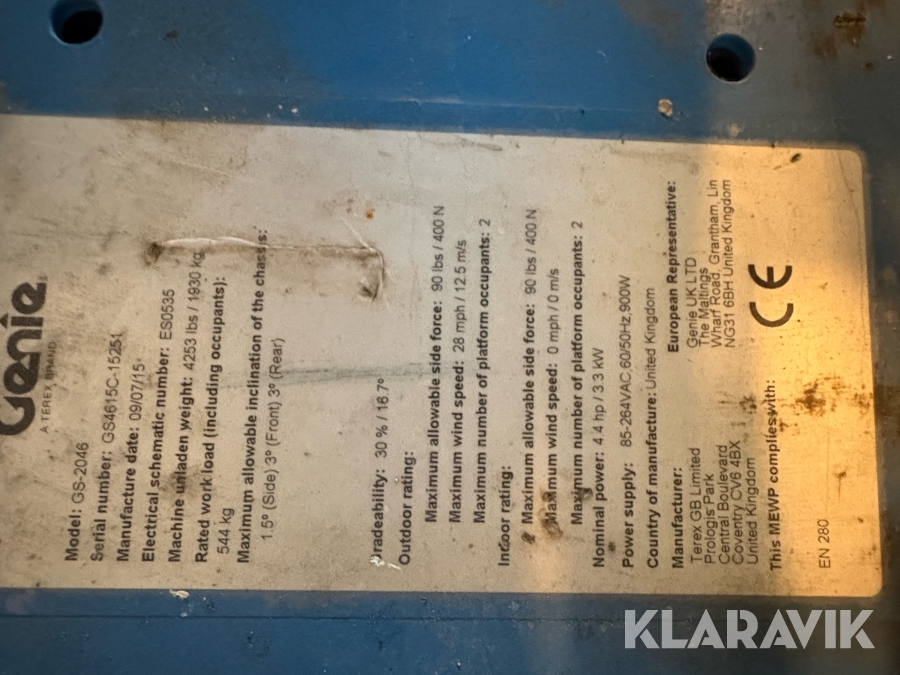 Genie
A TEREX BRAND
Model: GS-2046
Serial number: GS4615C-15251
Manufacture date: 09/07/15
Electrical schematic number: ES0535
Machine unladen weight: 4253 lbs / 1930 kg
Rated work load (including occupants):
544 kg
Maximum allowable inclination of the chassis:
1.5° (Side) 3° (Front) 3° (Rear)
Gradeability: 30 % / 16.7°
Outdoor rating:
Maximum allowable side force: 90 lbs / 400 N
Maximum wind speed: 28 mph / 12.5 m/s
Maximum number of platform occupants: 2
Indoor rating:
Maximum allowable side force: 90 lbs / 400 N
Maximum wind speed: 0 mph / 0 m/s
Maximum number of platform occupants: 2
Nominal power: 4.4 hp / 3.3 kW
Power supply: 85-264VAC,60/50Hz,900W
Country of manufacture: United Kingdom
Manufacturer:
Terex GB Limited
Prologis Park
Central Boulevard
Coventry CV6 4BX
United Kingdom
European Representative:
Genie UK LTD
The Maltings
Wharf Road, Grantham, Lin
NG31 6BH United Kingdom
This MEWP complies with:
CE
EN 280
KLARAVIK